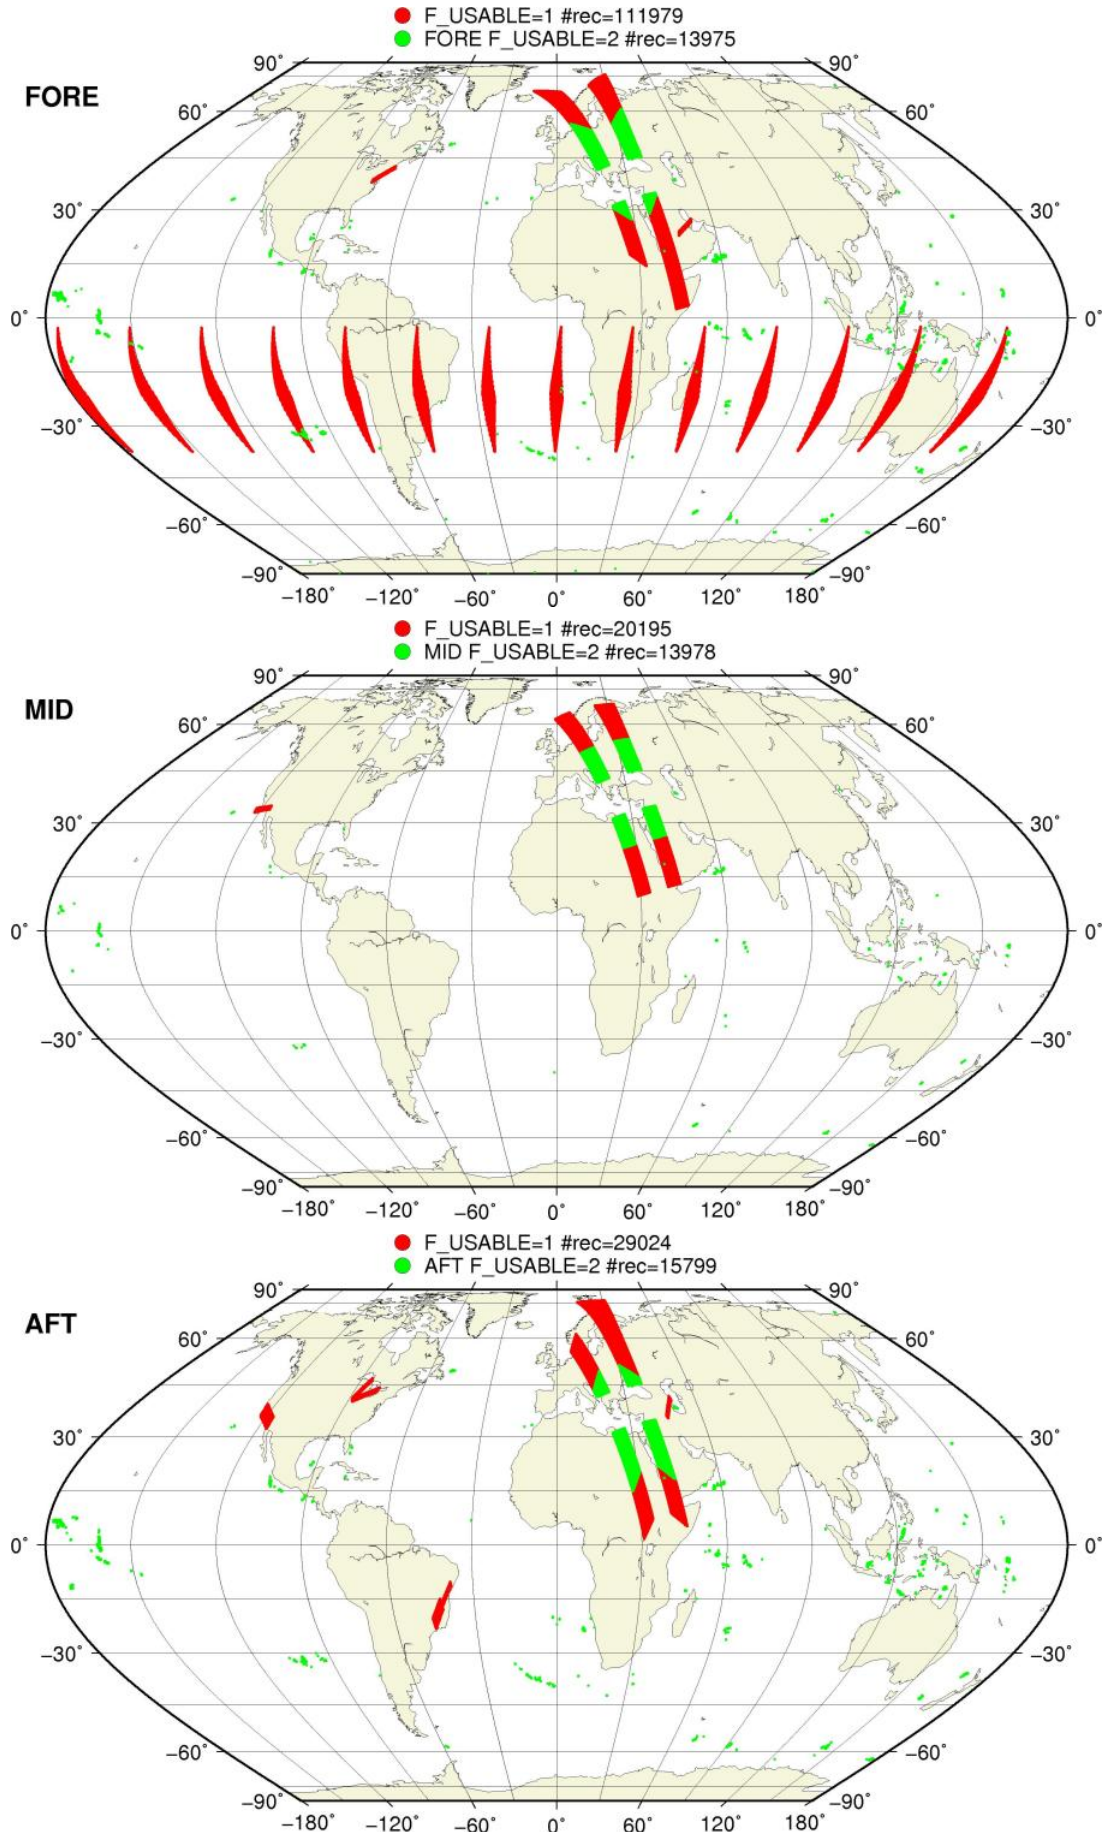 F_USABLE=1 #rec=111979
FORE F_USABLE=2 #rec=13975
FORE
90˚ 90˚
60˚ 60˚
30˚ 30˚
0˚ 0˚
−30˚ −30˚
−60˚ −60˚
−90˚ −90˚
−180˚ −120˚ −60˚ 0˚ 60˚ 120˚ 180˚
F_USABLE=1 #rec=20195
MID F_USABLE=2 #rec=13978
MID
90˚ 90˚
60˚ 60˚
30˚ 30˚
0˚ 0˚
−30˚ −30˚
−60˚ −60˚
−90˚ −90˚
−180˚ −120˚ −60˚ 0˚ 60˚ 120˚ 180˚
F_USABLE=1 #rec=29024
AFT F_USABLE=2 #rec=15799
AFT
90˚ 90˚
60˚ 60˚
30˚ 30˚
0˚ 0˚
−30˚ −30˚
−60˚ −60˚
−90˚ −90˚
−180˚ −120˚ −60˚ 0˚ 60˚ 120˚ 180˚